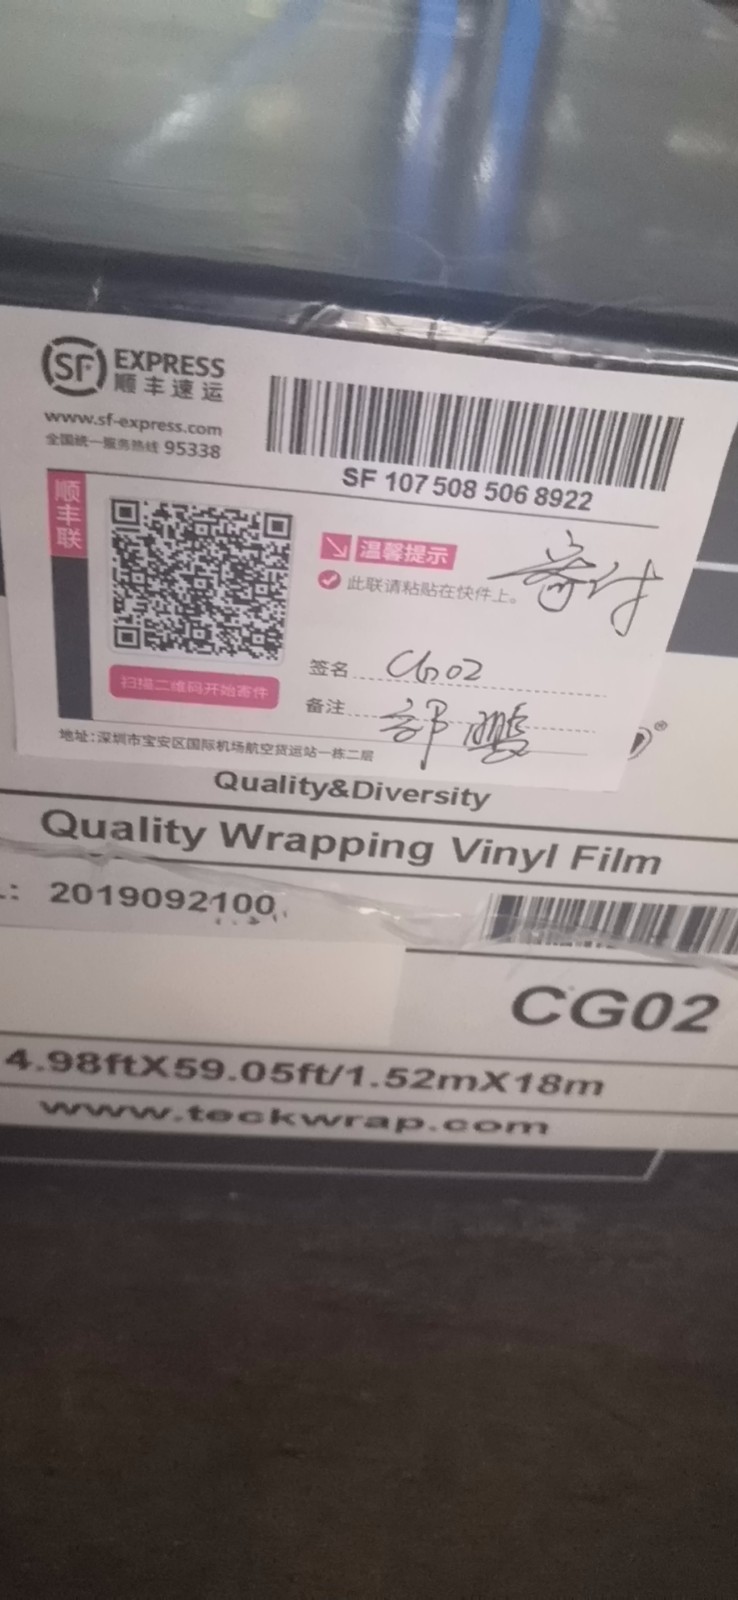 SF EXPRESS
顺丰速运
www.sf-express.com
全国统一服务热线 95338
SF 107 508 506 8922
顺丰联
温馨提示
此联请粘贴在快件上。
寄付
签名 CG02
备注 邹鹏
扫描二维码开始寄件
地址：深圳市宝安区国际机场航空货运站一栋二层
®
Quality&Diversity
Quality Wrapping Vinyl Film
.: 2019092100
CG02
4.98ftX59.05ft/1.52mX18m
www.teckwrap.com